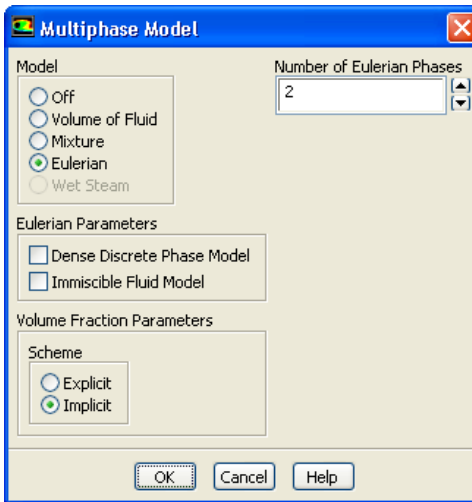 Multiphase Model
Model
Off
Volume of Fluid
Mixture
Eulerian
Wet Steam
Number of Eulerian Phases
2
Eulerian Parameters
Dense Discrete Phase Model
Immiscible Fluid Model
Volume Fraction Parameters
Scheme
Explicit
Implicit
OK Cancel Help